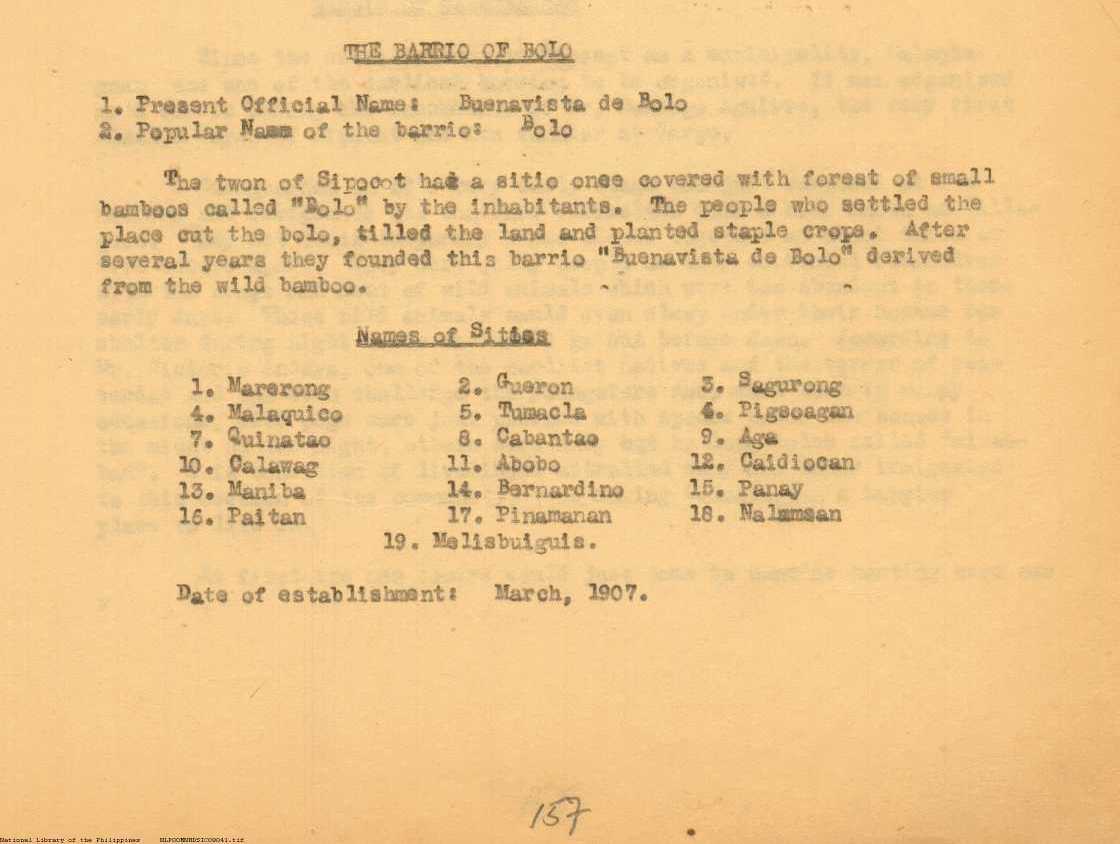 THE BARRIO OF BOLO
1. Present Official Name: Buenavista de Bolo
2. Popular Name of the barrio: Bolo
The twon of Sipocot had a sitio once covered with forest of small
bamboos called "Bolo" by the inhabitants. The people who settled the
place cut the bolo, tilled the land and planted staple crops. After
several years they founded this barrio "Buenavista de Bolo" derived
from the wild bamboo.
Names of Sitios
1. Marerong 2. Gueron 3. Sagurong
4. Malaquico 5. Tumacla 6. Pigscagan
7. Quinatao 8. Cabantao 9. Aga
10. Calawag 11. Abobo 12. Caidiocan
13. Maniba 14. Bernardino 15. Panay
16. Paitan 17. Pinamanan 18.
19. Melisbuiguis.
Date of establishment: March, 1907.
157
National Library of the Philippines